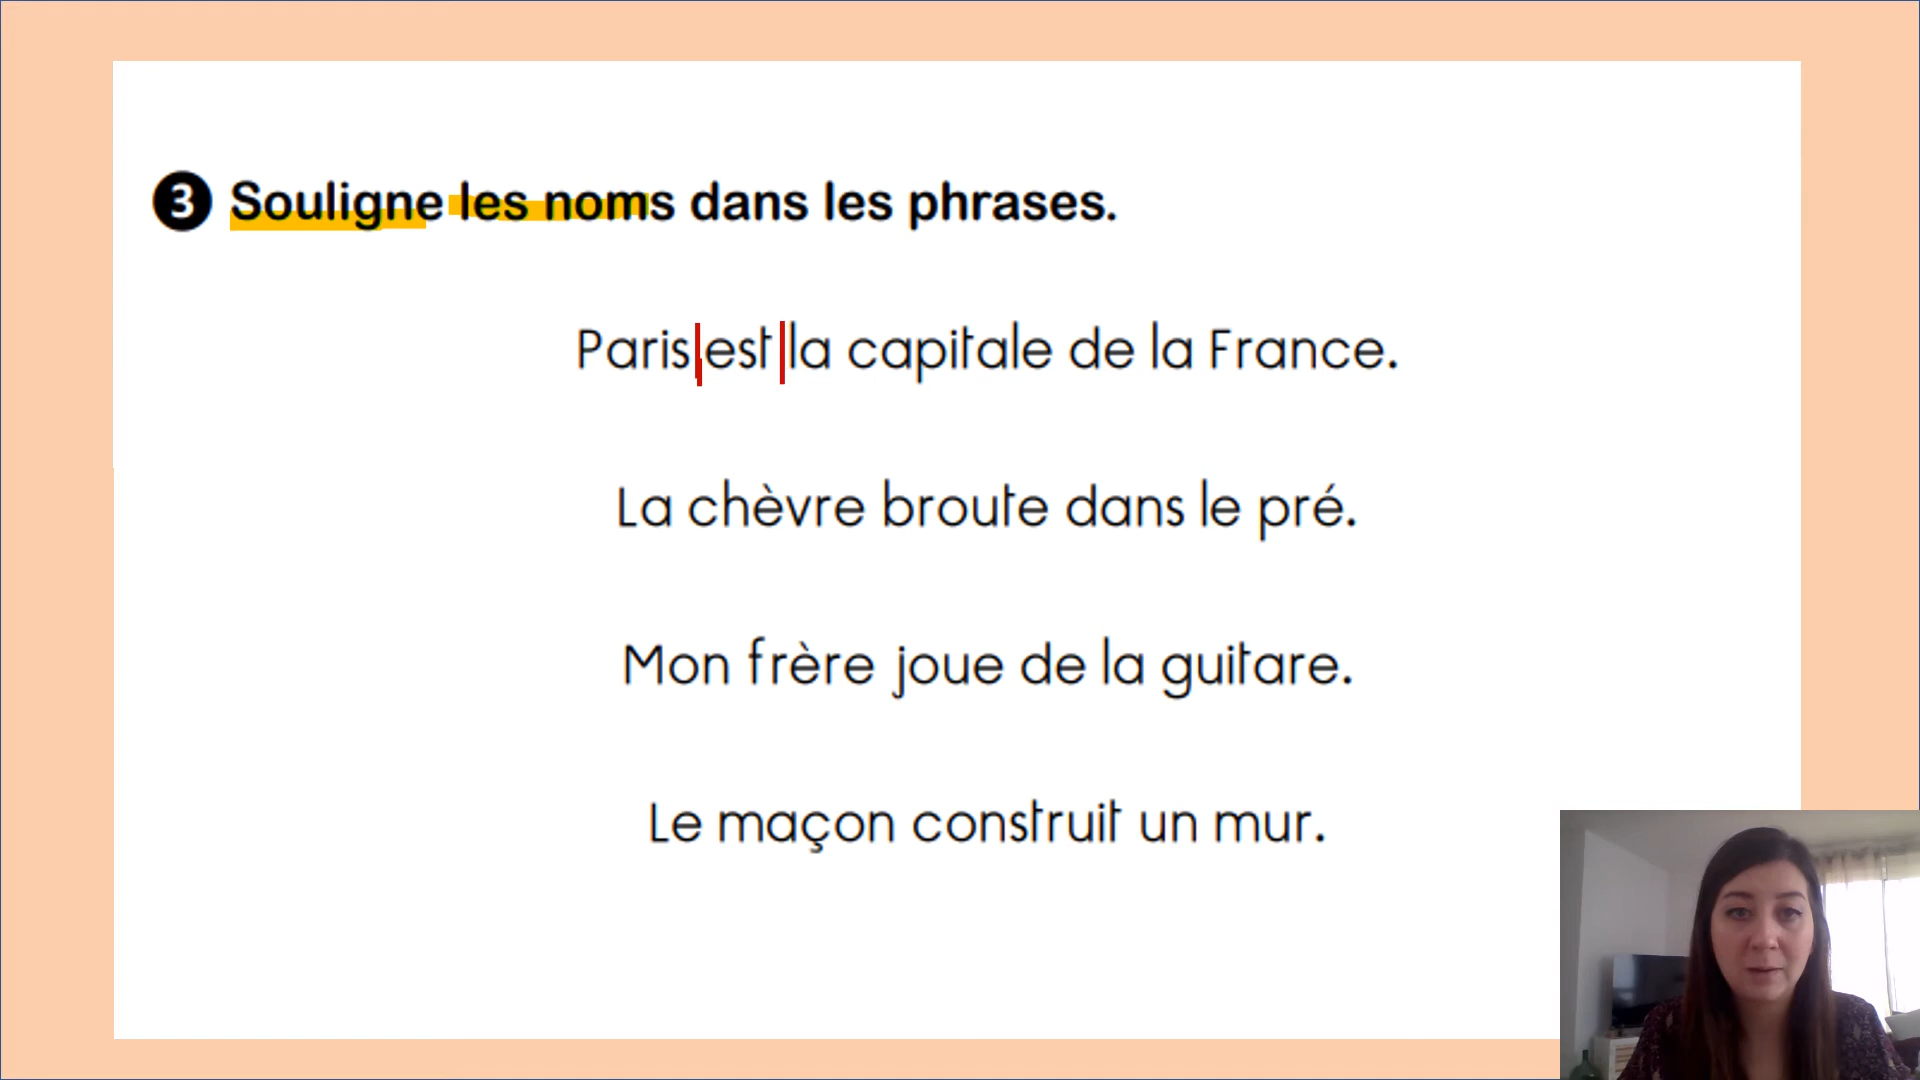 3 Souligne les noms dans les phrases.
Paris est la capitale de la France.
La chèvre broute dans le pré.
Mon frère joue de la guitare.
Le maçon construit un mur.